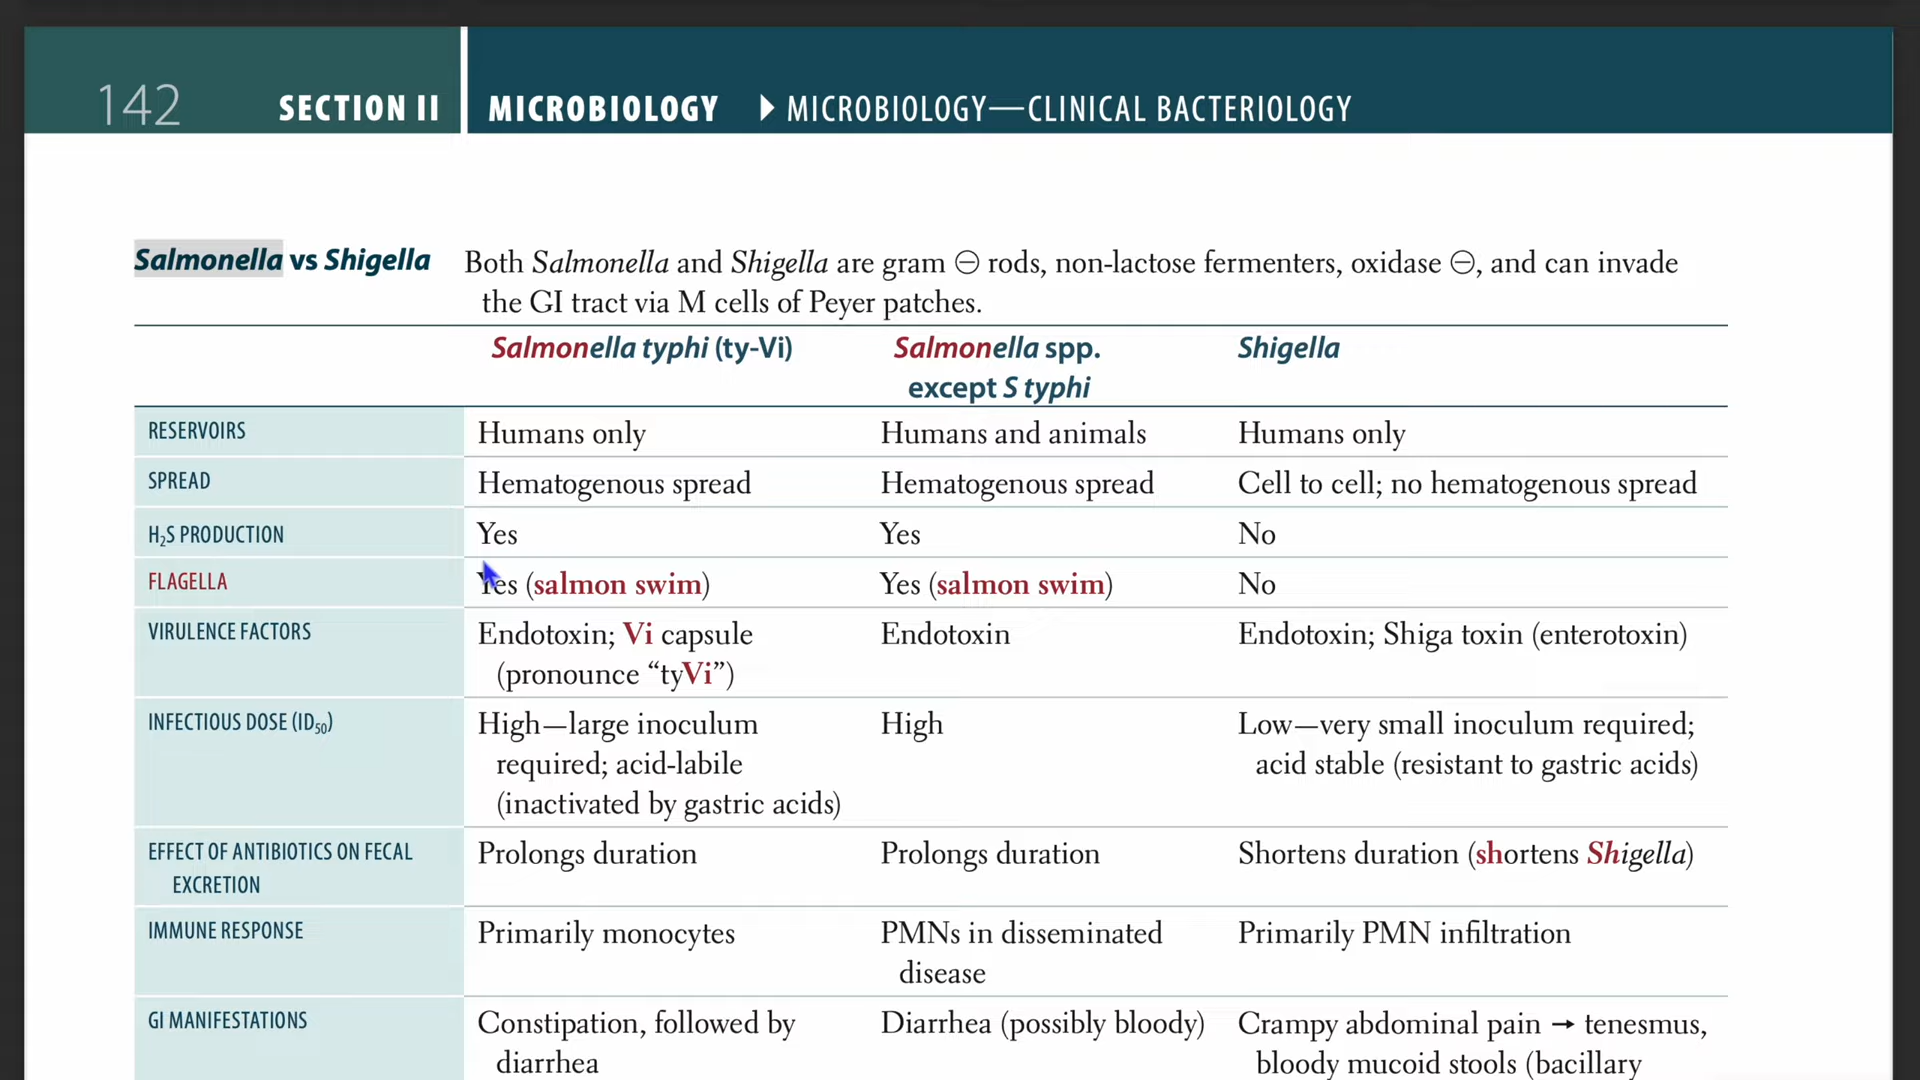 142 SECTION II MICROBIOLOGY ▶ MICROBIOLOGY—CLINICAL BACTERIOLOGY
Salmonella vs Shigella Both Salmonella and Shigella are gram ⊖ rods, non-lactose fermenters, oxidase ⊖, and can invade
the GI tract via M cells of Peyer patches.
Salmonella typhi (ty-Vi) Salmonella spp. Shigella
except S typhi
RESERVOIRS Humans only Humans and animals Humans only
SPREAD Hematogenous spread Hematogenous spread Cell to cell; no hematogenous spread
H₂S PRODUCTION Yes Yes No
FLAGELLA Yes (salmon swim) Yes (salmon swim) No
VIRULENCE FACTORS Endotoxin; Vi capsule Endotoxin Endotoxin; Shiga toxin (enterotoxin)
(pronounce “tyVi”)
INFECTIOUS DOSE (ID₅₀) High—large inoculum High Low—very small inoculum required;
required; acid-labile acid stable (resistant to gastric acids)
(inactivated by gastric acids)
EFFECT OF ANTIBIOTICS ON FECAL Prolongs duration Prolongs duration Shortens duration (shortens Shigella)
EXCRETION
IMMUNE RESPONSE Primarily monocytes PMNs in disseminated Primarily PMN infiltration
disease
GI MANIFESTATIONS Constipation, followed by Diarrhea (possibly bloody) Crampy abdominal pain → tenesmus,
diarrhea bloody mucoid stools (bacillary